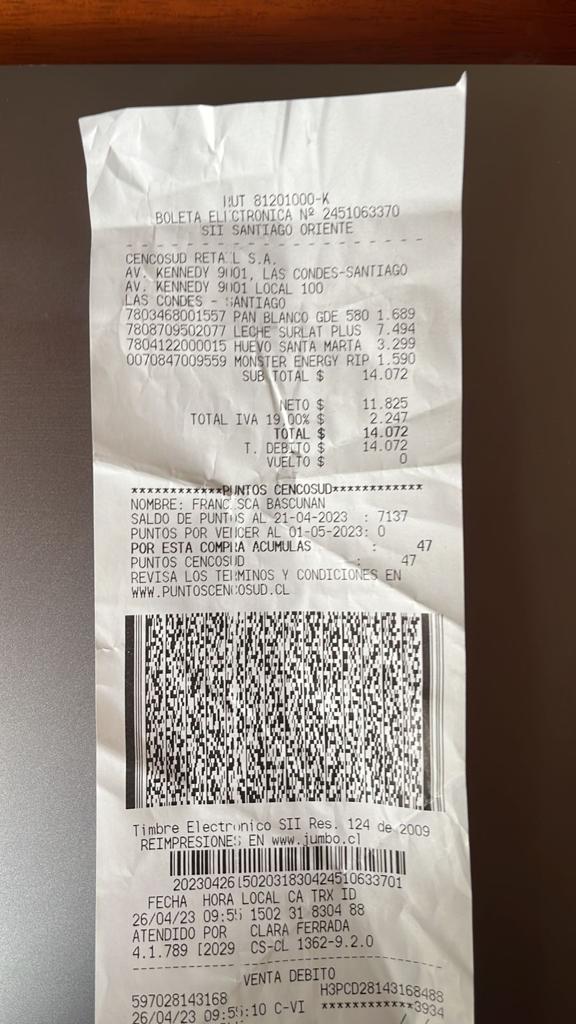 RUT 81201000-K
BOLETA ELECTRONICA Nº 2451063370
SII SANTIAGO ORIENTE
CENCOSUD RETAIL S.A.
AV. KENNEDY 9001, LAS CONDES-SANTIAGO
AV. KENNEDY 9001 LOCAL 100
LAS CONDES - SANTIAGO
7803468001557 PAN BLANCO GDE 580 1.689
7808709502077 LECHE SURLAT PLUS 7.494
7804122000015 HUEVO SANTA MARTA 3.299
0070847009559 MONSTER ENERGY RIP 1.590
SUB TOTAL $ 14.072
NETO $ 11.825
TOTAL IVA 19,00% $ 2.247
TOTAL $ 14.072
T. DEBITO $ 14.072
VUELTO $ 0
************PUNTOS CENCOSUD************
NOMBRE: FRANCISCA BASCUNAN
SALDO DE PUNTOS AL 21-04-2023 : 7137
PUNTOS POR VENCER AL 01-05-2023: 0
POR ESTA COMPRA ACUMULAS : 47
PUNTOS CENCOSUD : 47
REVISA LOS TERMINOS Y CONDICIONES EN
WWW.PUNTOSCENCOSUD.CL
Timbre Electronico SII Res. 124 de 2009
REIMPRESIONES EN www.jumbo.cl
202304261502031830424510633701
FECHA HORA LOCAL CA TRX ID
26/04/23 09:55 1502 31 8304 88
ATENDIDO POR CLARA FERRADA
4.1.789 [2029 CS-CL 1362-9.2.0
VENTA DEBITO
597028143168 H3PCD28143168488
26/04/23 09:55:10 C-VI ************3934